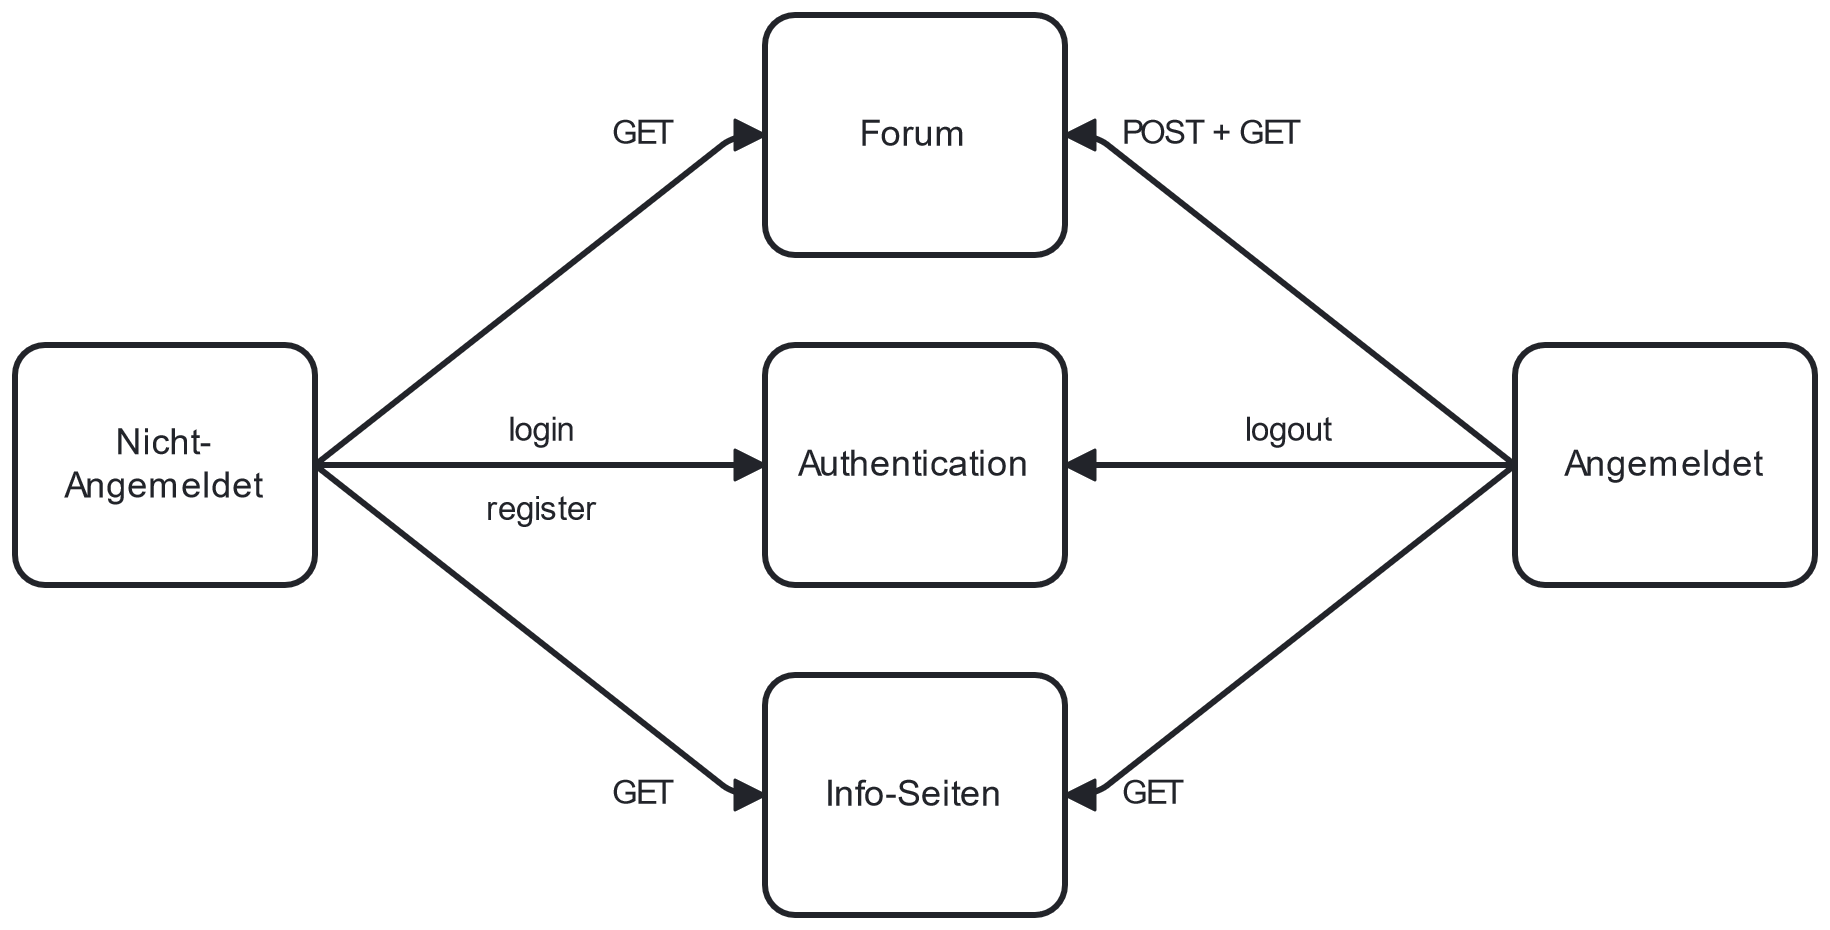 Forum
GET
POST + GET
Nicht-
Angemeldet
login
register
Authentication
logout
Angemeldet
GET
Info-Seiten
GET